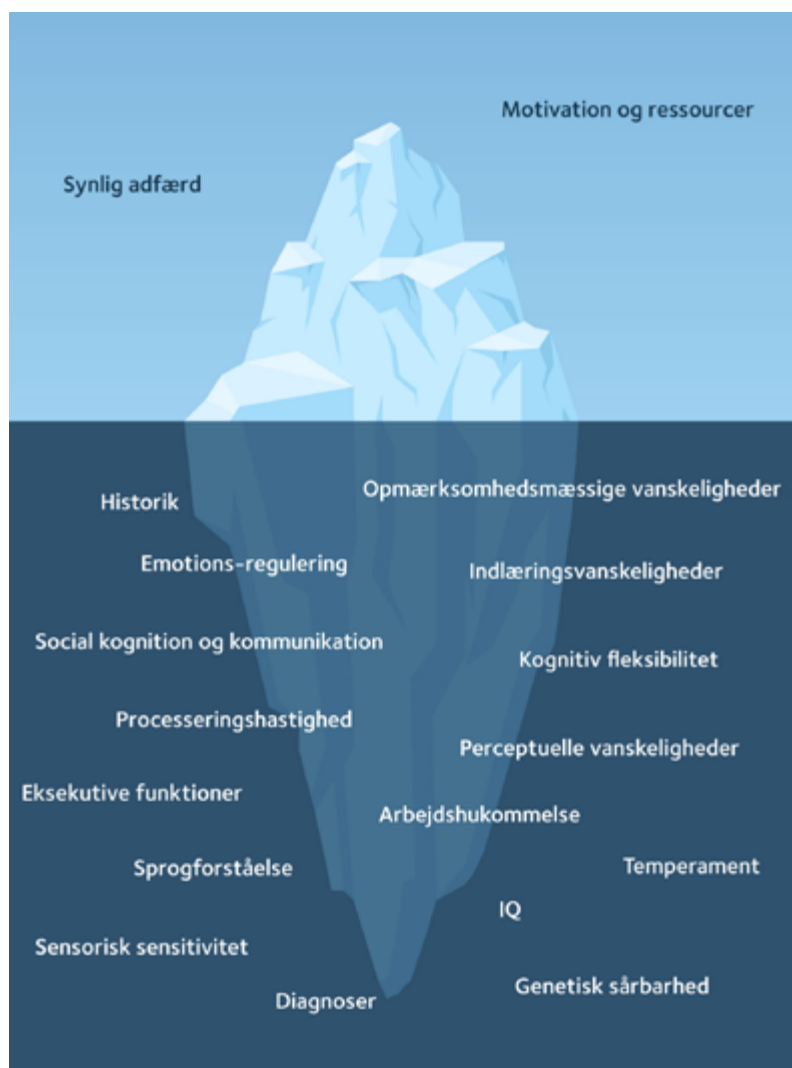 Motivation og ressourcer
Synlig adfærd
Opmærksomhedsmæssige vanskeligheder
Historik
Emotions-regulering
Indlæringsvanskeligheder
Social kognition og kommunikation
Kognitiv fleksibilitet
Processeringshastighed
Perceptuelle vanskeligheder
Eksekutive funktioner
Arbejdshukommelse
Sprogforståelse
Temperament
IQ
Sensorisk sensitivitet
Genetisk sårbarhed
Diagnoser